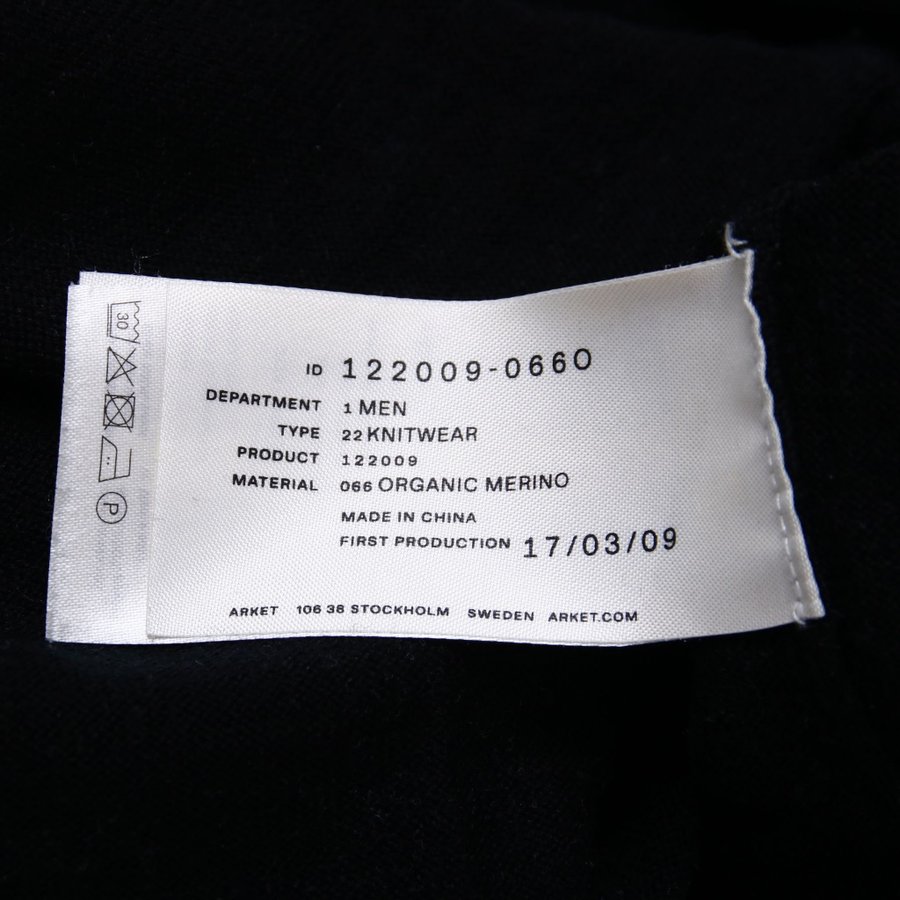 30
P
ID 122009-0660
DEPARTMENT 1 MEN
TYPE 22 KNITWEAR
PRODUCT 122009
MATERIAL 066 ORGANIC MERINO
MADE IN CHINA
FIRST PRODUCTION 17/03/09
ARKET 106 38 STOCKHOLM SWEDEN ARKET.COM